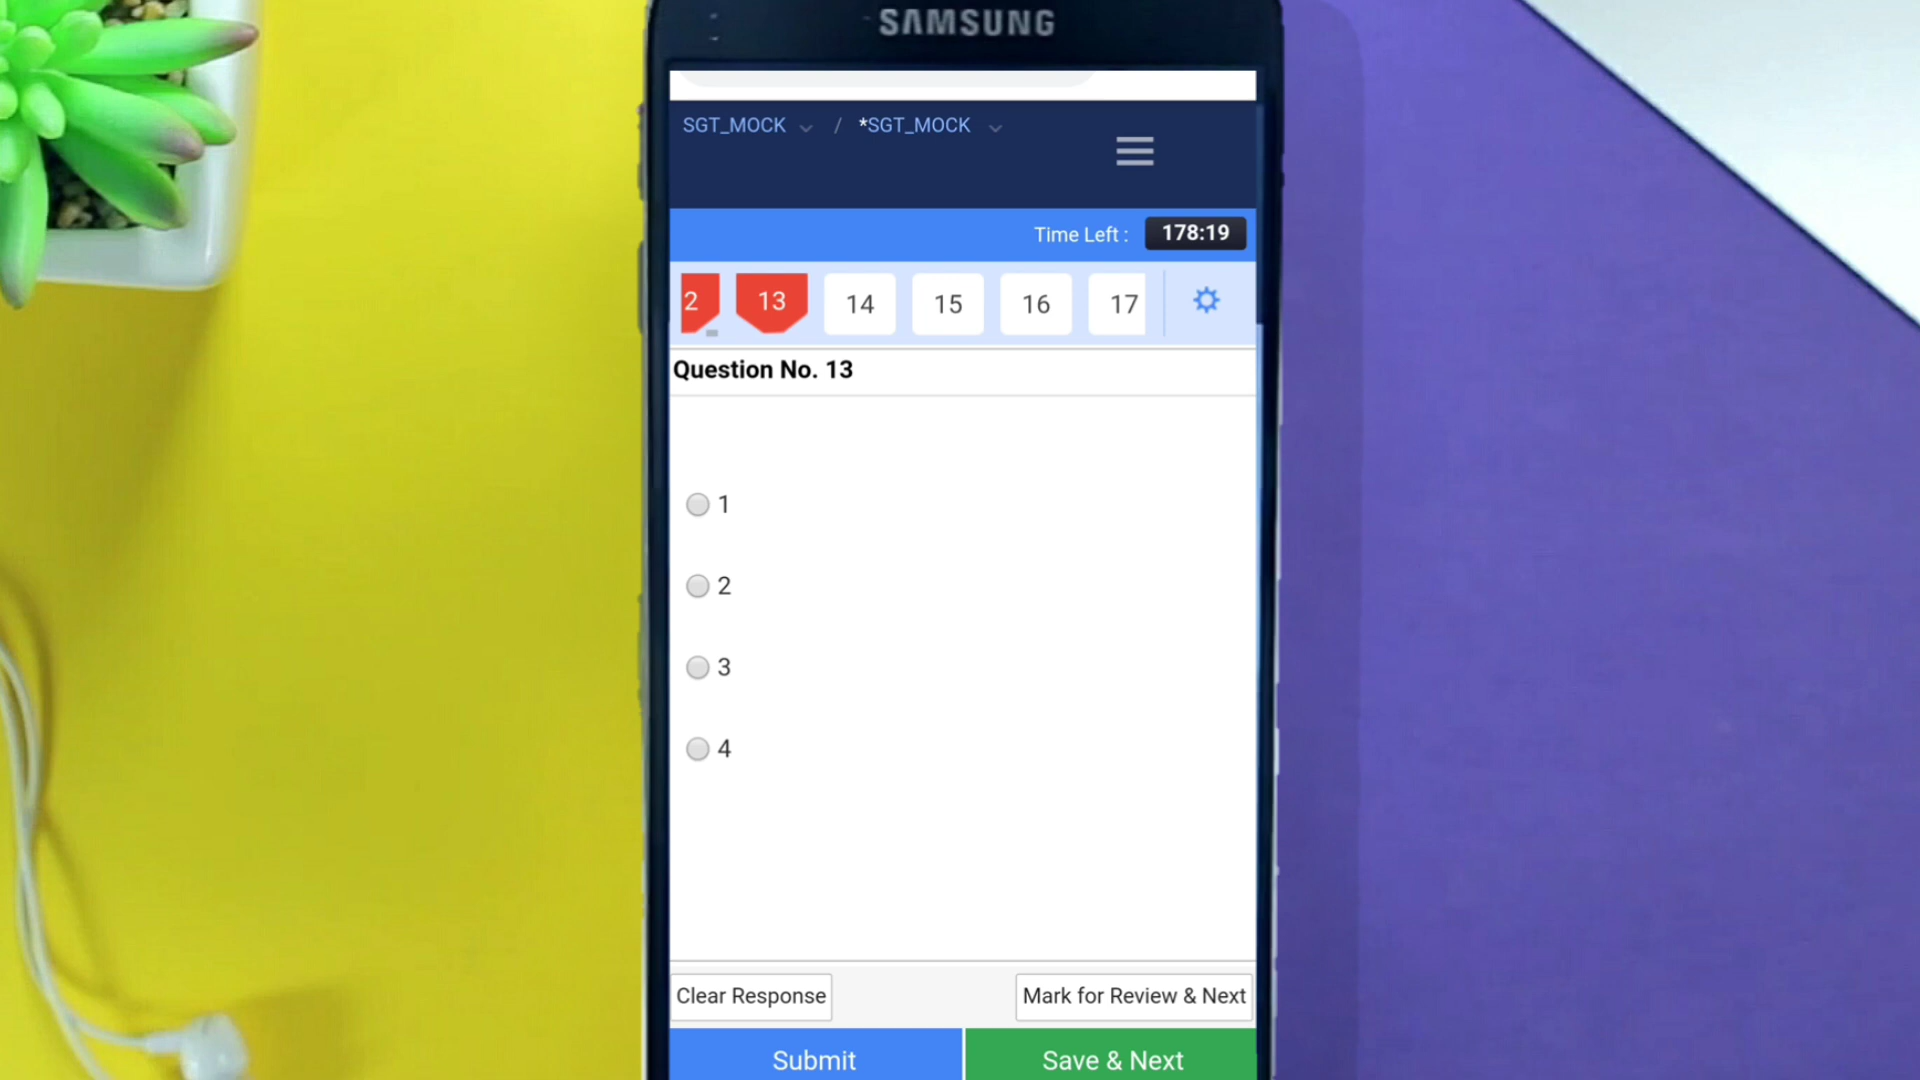 SAMSUNG
SGT_MOCK / *SGT_MOCK
Time Left : 178:19
2 13 14 15 16 17
Question No. 13
1
2
3
4
Clear Response Mark for Review & Next
Submit Save & Next